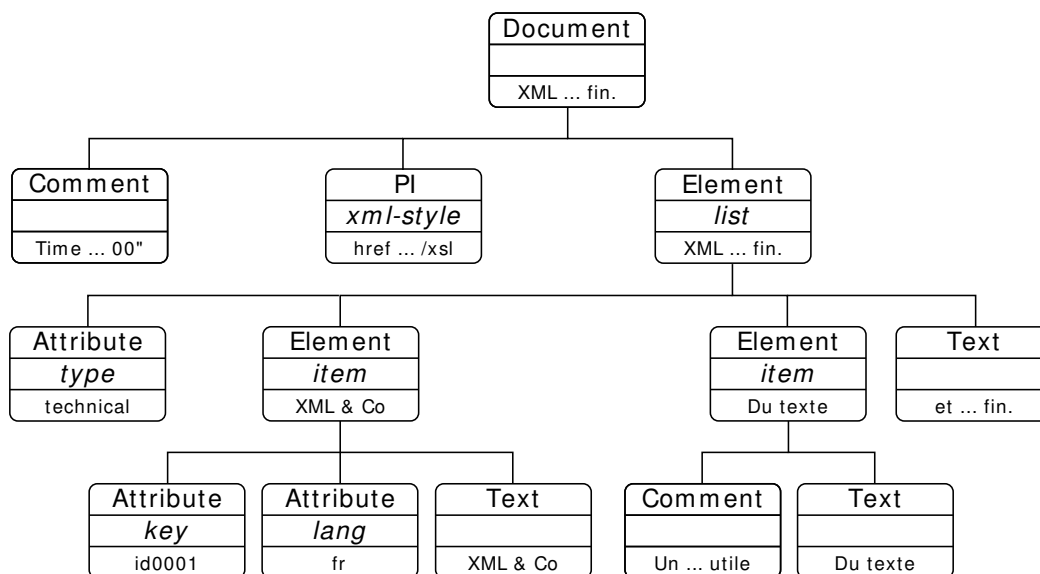 Document
XML ... fin.
Comment
Time ... 00"
PI
xml-style
href ... /xsl
Element
list
XML ... fin.
Attribute
type
technical
Element
item
XML & Co
Element
item
Du texte
Text
et ... fin.
Attribute
key
id0001
Attribute
lang
fr
Text
XML & Co
Comment
Un ... utile
Text
Du texte